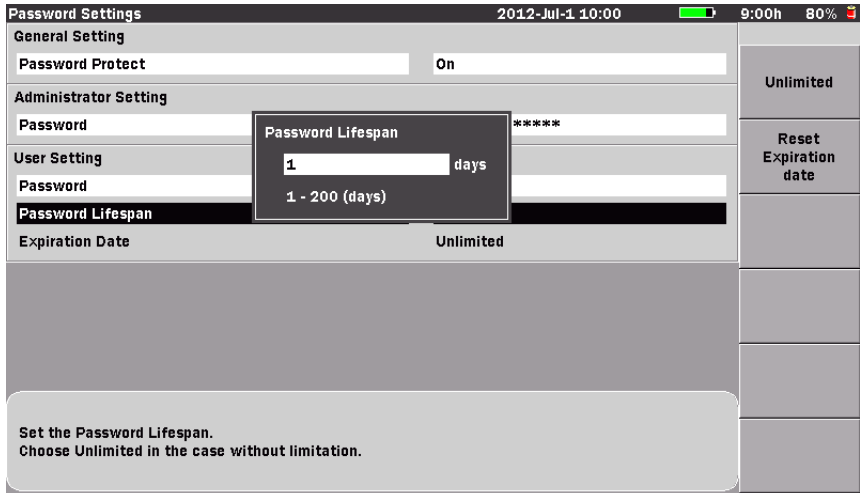 Password Settings 2012-Jul-1 10:00 9:00h 80%
General Setting
Password Protect On
Administrator Setting
Password *****
User Setting
Password
Password Lifespan
Expiration Date Unlimited
Password Lifespan
1 days
1 - 200 (days)
Unlimited
Reset
Expiration
date
Set the Password Lifespan.
Choose Unlimited in the case without limitation.